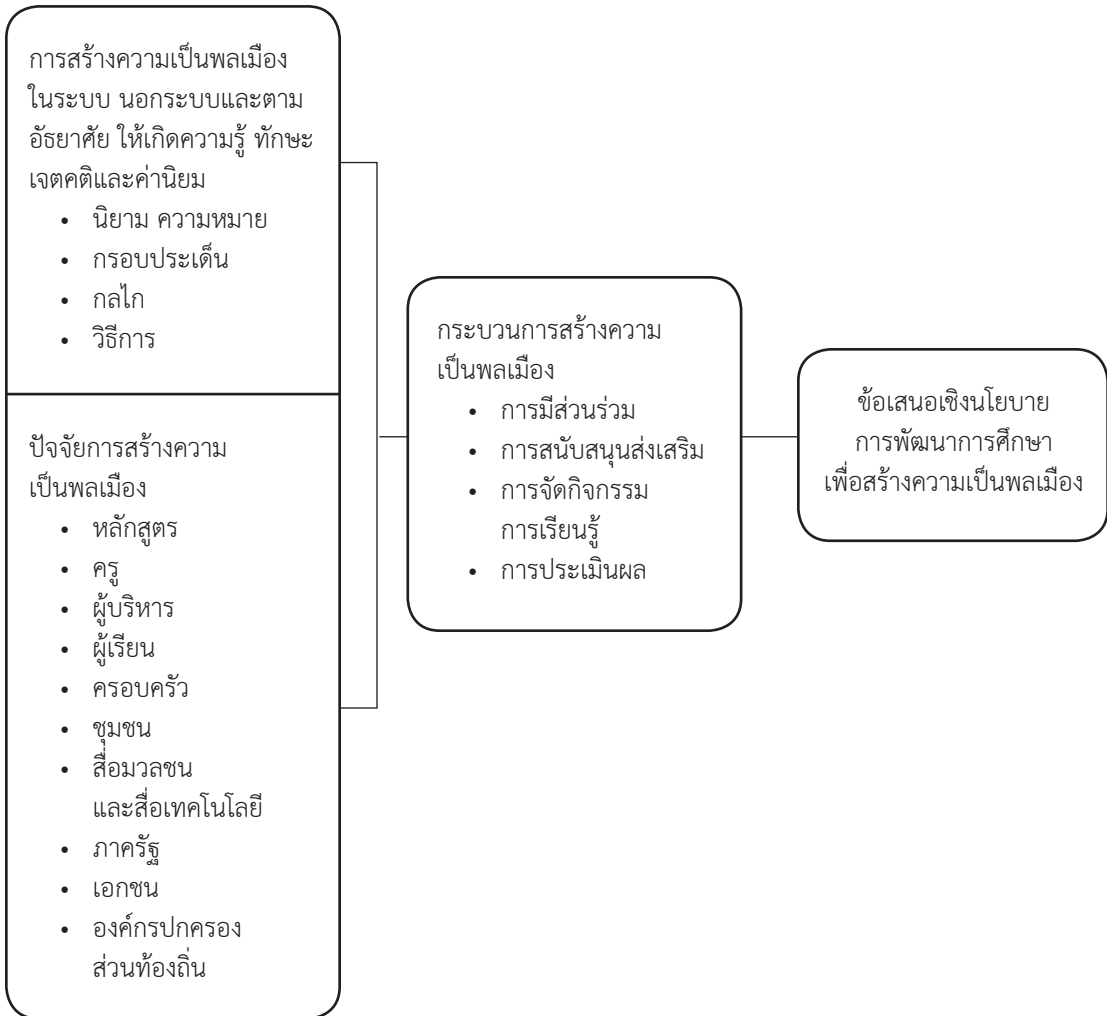 การสร้างความเป็นพลเมือง
ในระบบ นอกระบบและตาม
อัธยาศัย ให้เกิดความรู้ ทักษะ
เจตคติและค่านิยม
• นิยาม ความหมาย
• กรอบประเด็น
• กลไก
• วิธีการ
ปัจจัยการสร้างความ
เป็นพลเมือง
• หลักสูตร
• ครู
• ผู้บริหาร
• ผู้เรียน
• ครอบครัว
• ชุมชน
• สื่อมวลชน
และสื่อเทคโนโลยี
• ภาครัฐ
• เอกชน
• องค์กรปกครอง
ส่วนท้องถิ่น
กระบวนการสร้างความ
เป็นพลเมือง
• การมีส่วนร่วม
• การสนับสนุนส่งเสริม
• การจัดกิจกรรม
การเรียนรู้
• การประเมินผล
ข้อเสนอเชิงนโยบาย
การพัฒนาการศึกษา
เพื่อสร้างความเป็นพลเมือง